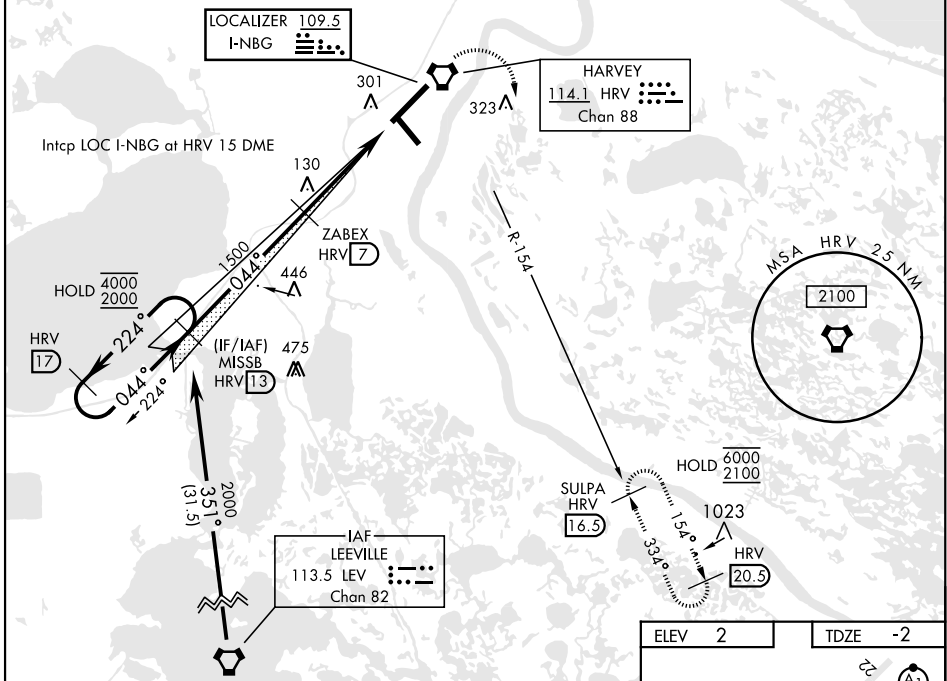 LOCALIZER 109.5
I-NBG
301
323
HARVEY
114.1 HRV
Chan 88
Intcp LOC I-NBG at HRV 15 DME
130
ZABEX
HRV 7
1500
044°
446
HOLD 4000
2000
HRV
17
224°
044°
224°
(IF/IAF)
MISSB
HRV 13
475
R-154
MSA HRV 25 NM
2100
2000
351°
(31.5)
IAF
LEEVILLE
113.5 LEV
Chan 82
HOLD 6000
2100
SULPA
HRV
16.5
154°
334°
1023
HRV
20.5
ELEV 2
TDZE -2
22
A1